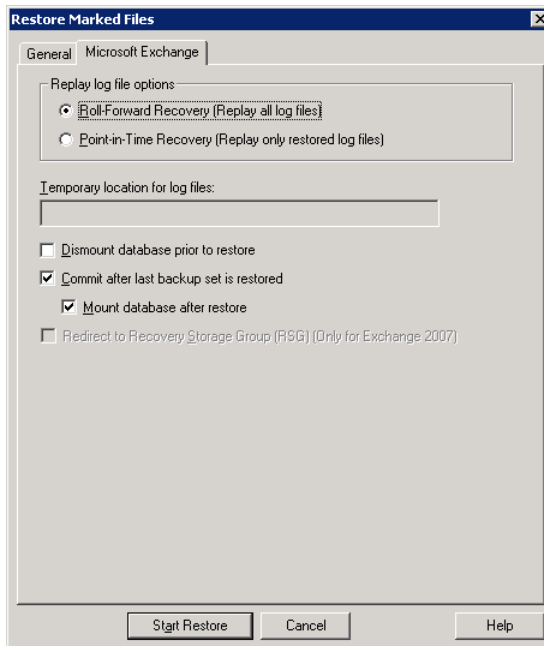 Restore Marked Files
General
Microsoft Exchange
Replay log file options
Roll-Forward Recovery (Replay all log files)
Point-in-Time Recovery (Replay only restored log files)
Temporary location for log files:
Dismount database prior to restore
Commit after last backup set is restored
Mount database after restore
Redirect to Recovery Storage Group (RSG) (Only for Exchange 2007)
Start Restore
Cancel
Help